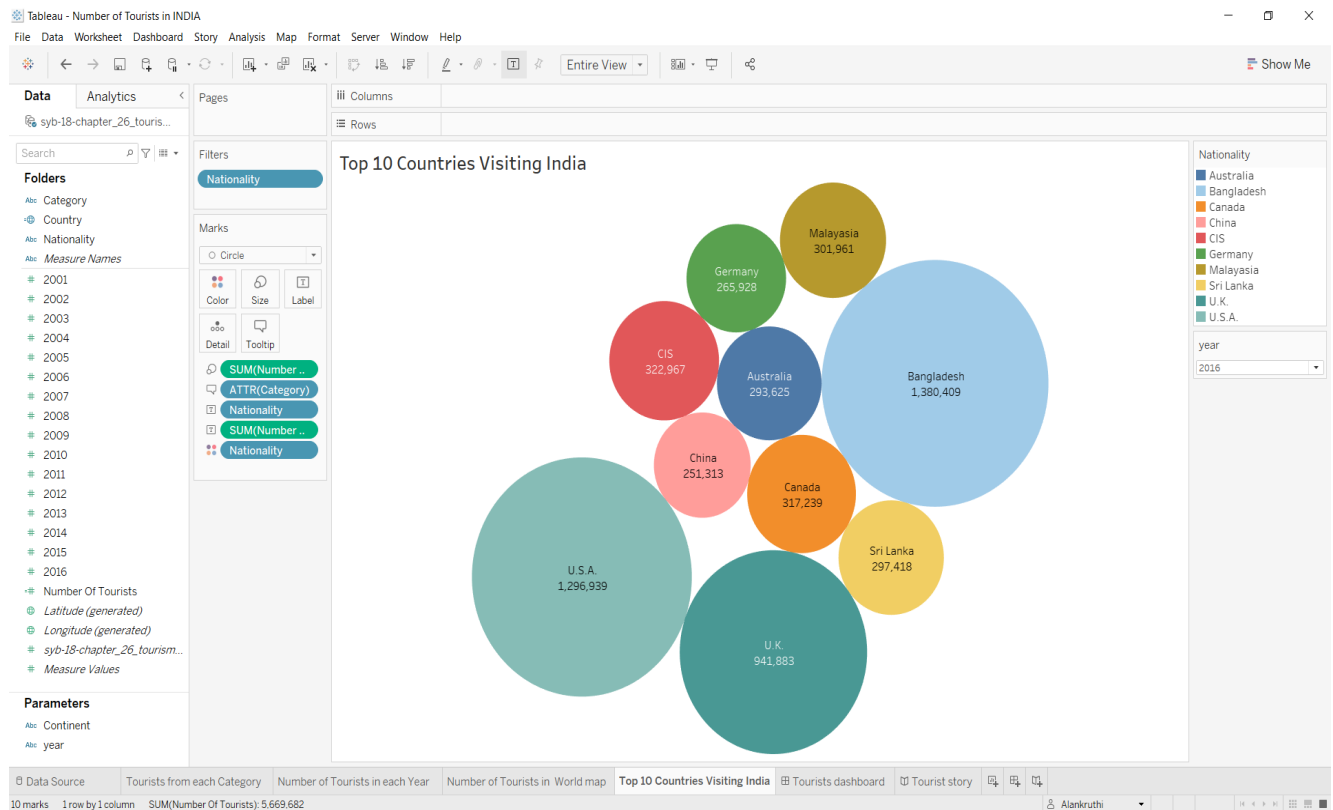 Tableau - Number of Tourists in INDIA
File Data Worksheet Dashboard Story Analysis Map Format Server Window Help
Entire View
Show Me
Data Analytics
syb-18-chapter_26_touris...
Search
Folders
Abc Category
Country
Abc Nationality
Abc Measure Names
# 2001
# 2002
# 2003
# 2004
# 2005
# 2006
# 2007
# 2008
# 2009
# 2010
# 2011
# 2012
# 2013
# 2014
# 2015
# 2016
=# Number Of Tourists
Latitude (generated)
Longitude (generated)
# syb-18-chapter_26_tourism...
# Measure Values
Parameters
Abc Continent
Abc year
Pages
Filters
Nationality
Marks
Circle
Color Size Label
Detail Tooltip
SUM(Number ..
ATTR(Category)
Nationality
SUM(Number ..
Nationality
Columns
Rows
Top 10 Countries Visiting India
Malayasia
301,961
Germany
265,928
CIS
322,967
Australia
293,625
Bangladesh
1,380,409
China
251,313
Canada
317,239
Sri Lanka
297,418
U.S.A.
1,296,939
U.K.
941,883
Nationality
Australia
Bangladesh
Canada
China
CIS
Germany
Malayasia
Sri Lanka
U.K.
U.S.A.
year
2016
Data Source Tourists from each Category Number of Tourists in each Year Number of Tourists in World map Top 10 Countries Visiting India Tourists dashboard Tourist story
10 marks 1 row by 1 column SUM(Number Of Tourists): 5,669,682 Alankruthi